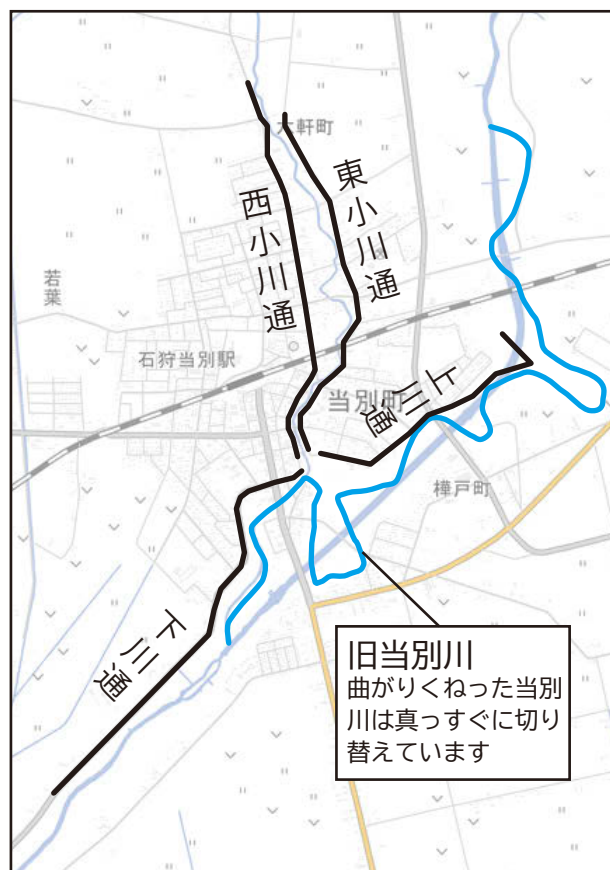 六軒町
東小川通
西小川通
若葉
石狩当別駅
当別町
上川通
樺戸町
下川通
旧当別川
曲がりくねった当別
川は真っすぐに切り
替えています